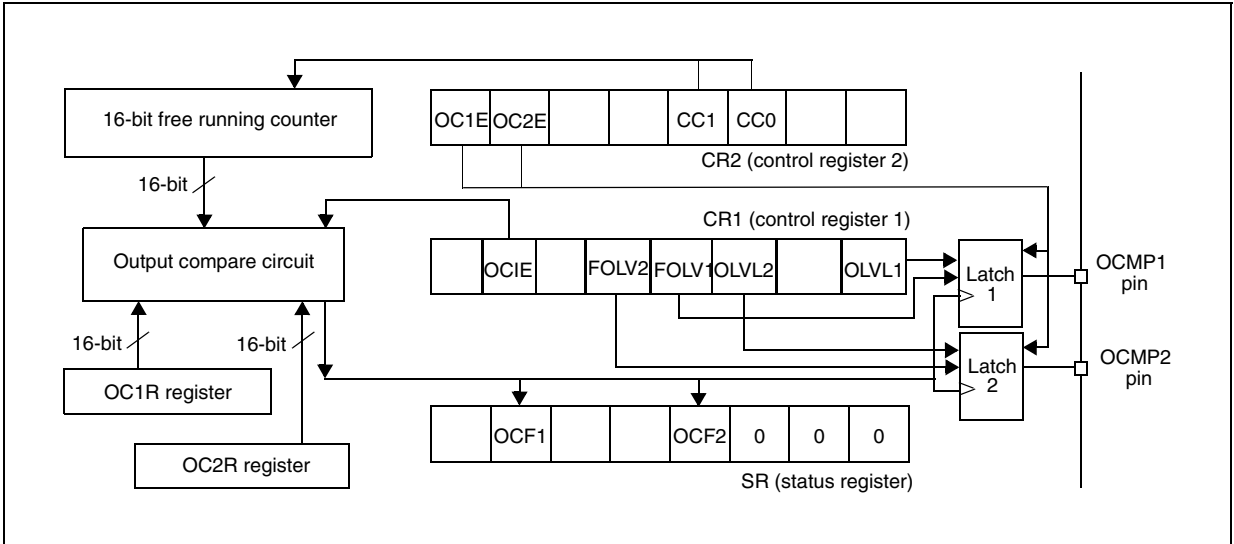 16-bit free running counter
OC1E OC2E CC1 CC0
CR2 (control register 2)
16-bit
CR1 (control register 1)
Output compare circuit
OCIE FOLV2 FOLV1 OLVL2 OLVL1
Latch
1
OCMP1
pin
16-bit
16-bit
OC1R register
Latch
2
OCMP2
pin
OCF1 OCF2 0 0 0
OC2R register
SR (status register)